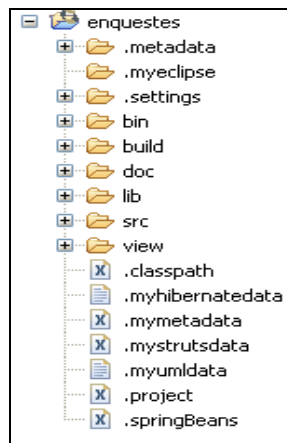 enquestes
.metadata
.myeclipse
.settings
bin
build
doc
lib
src
view
.classpath
.myhibernatedata
.mymetadata
.mystrutsdata
.myumldata
.project
.springBeans